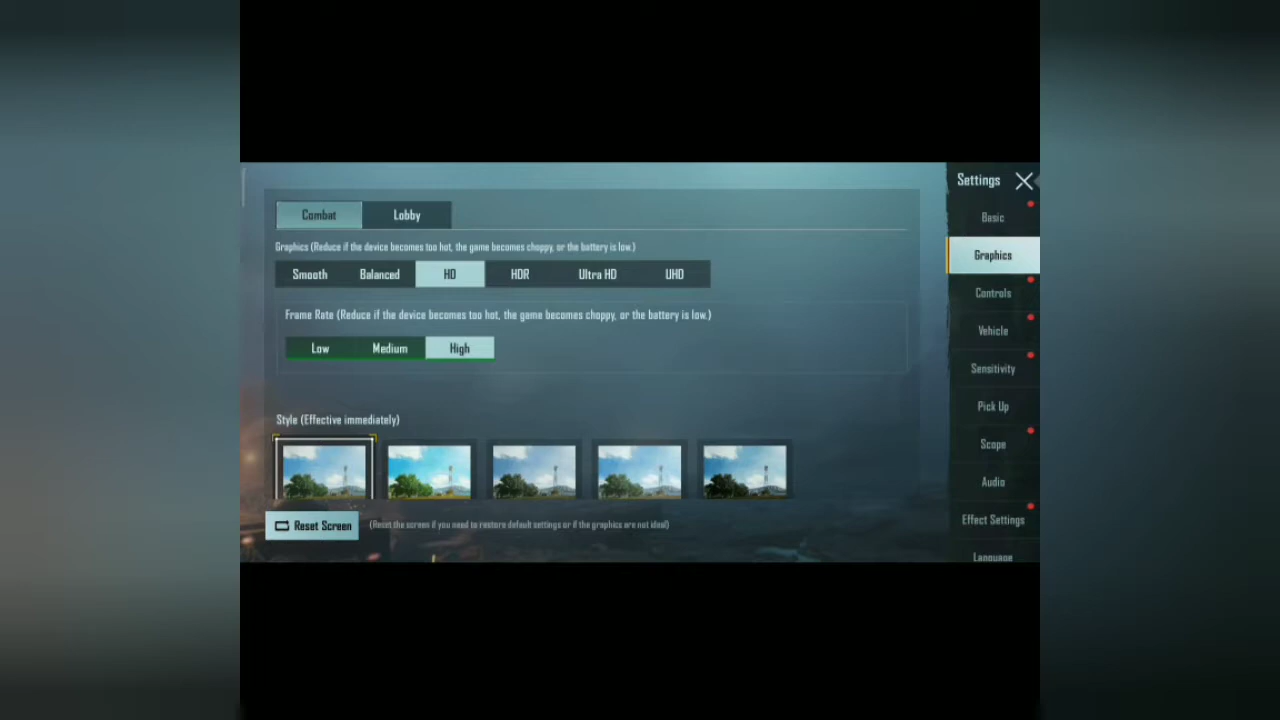 Settings
Combat Lobby
Basic
Graphics (Reduce if the device becomes too hot, the game becomes choppy, or the battery is low.)
Graphics
Smooth Balanced HD HDR Ultra HD UHD
Controls
Frame Rate (Reduce if the device becomes too hot, the game becomes choppy, or the battery is low.)
Vehicle
Low Medium High
Sensitivity
Pick Up
Style (Effective immediately)
Scope
Audio
Reset Screen (Reset the screen if you need to restore default settings or if the graphics are not ideal)
Effect Settings
Language